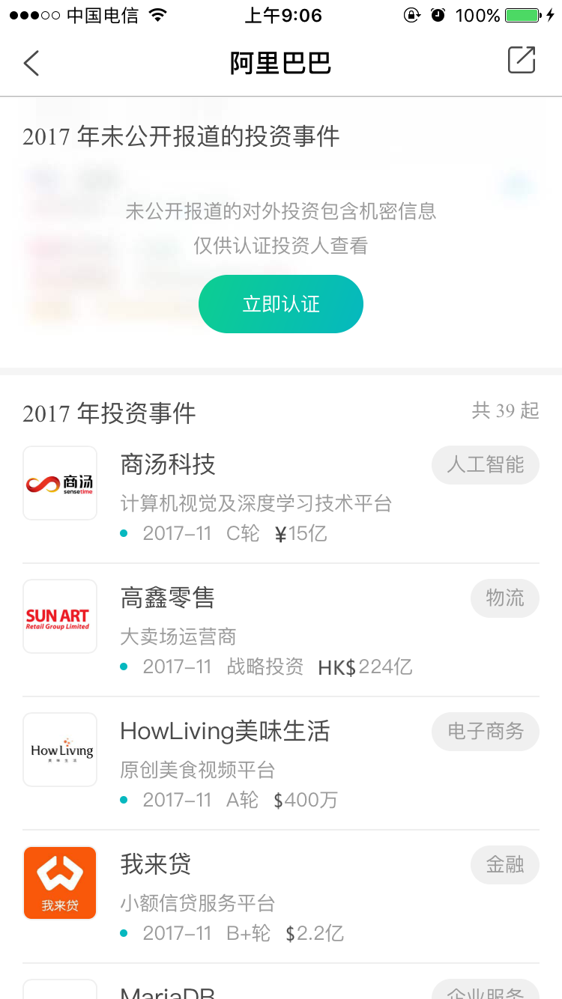 中国电信
上午9:06
100%
阿里巴巴
2017 年未公开报道的投资事件
未公开报道的对外投资包含机密信息
仅供认证投资人查看
立即认证
2017 年投资事件
共 39 起
商汤
sensetime
商汤科技
人工智能
计算机视觉及深度学习技术平台
2017-11 C轮 ¥15亿
SUN ART
Retail Group Limited
高鑫零售
物流
大卖场运营商
2017-11 战略投资 HK$224亿
HowLiving
美味生活
HowLiving美味生活
电子商务
原创美食视频平台
2017-11 A轮 $400万
我来贷
我来贷
金融
小额信贷服务平台
2017-11 B+轮 $2.2亿
MariaDB
企业服务